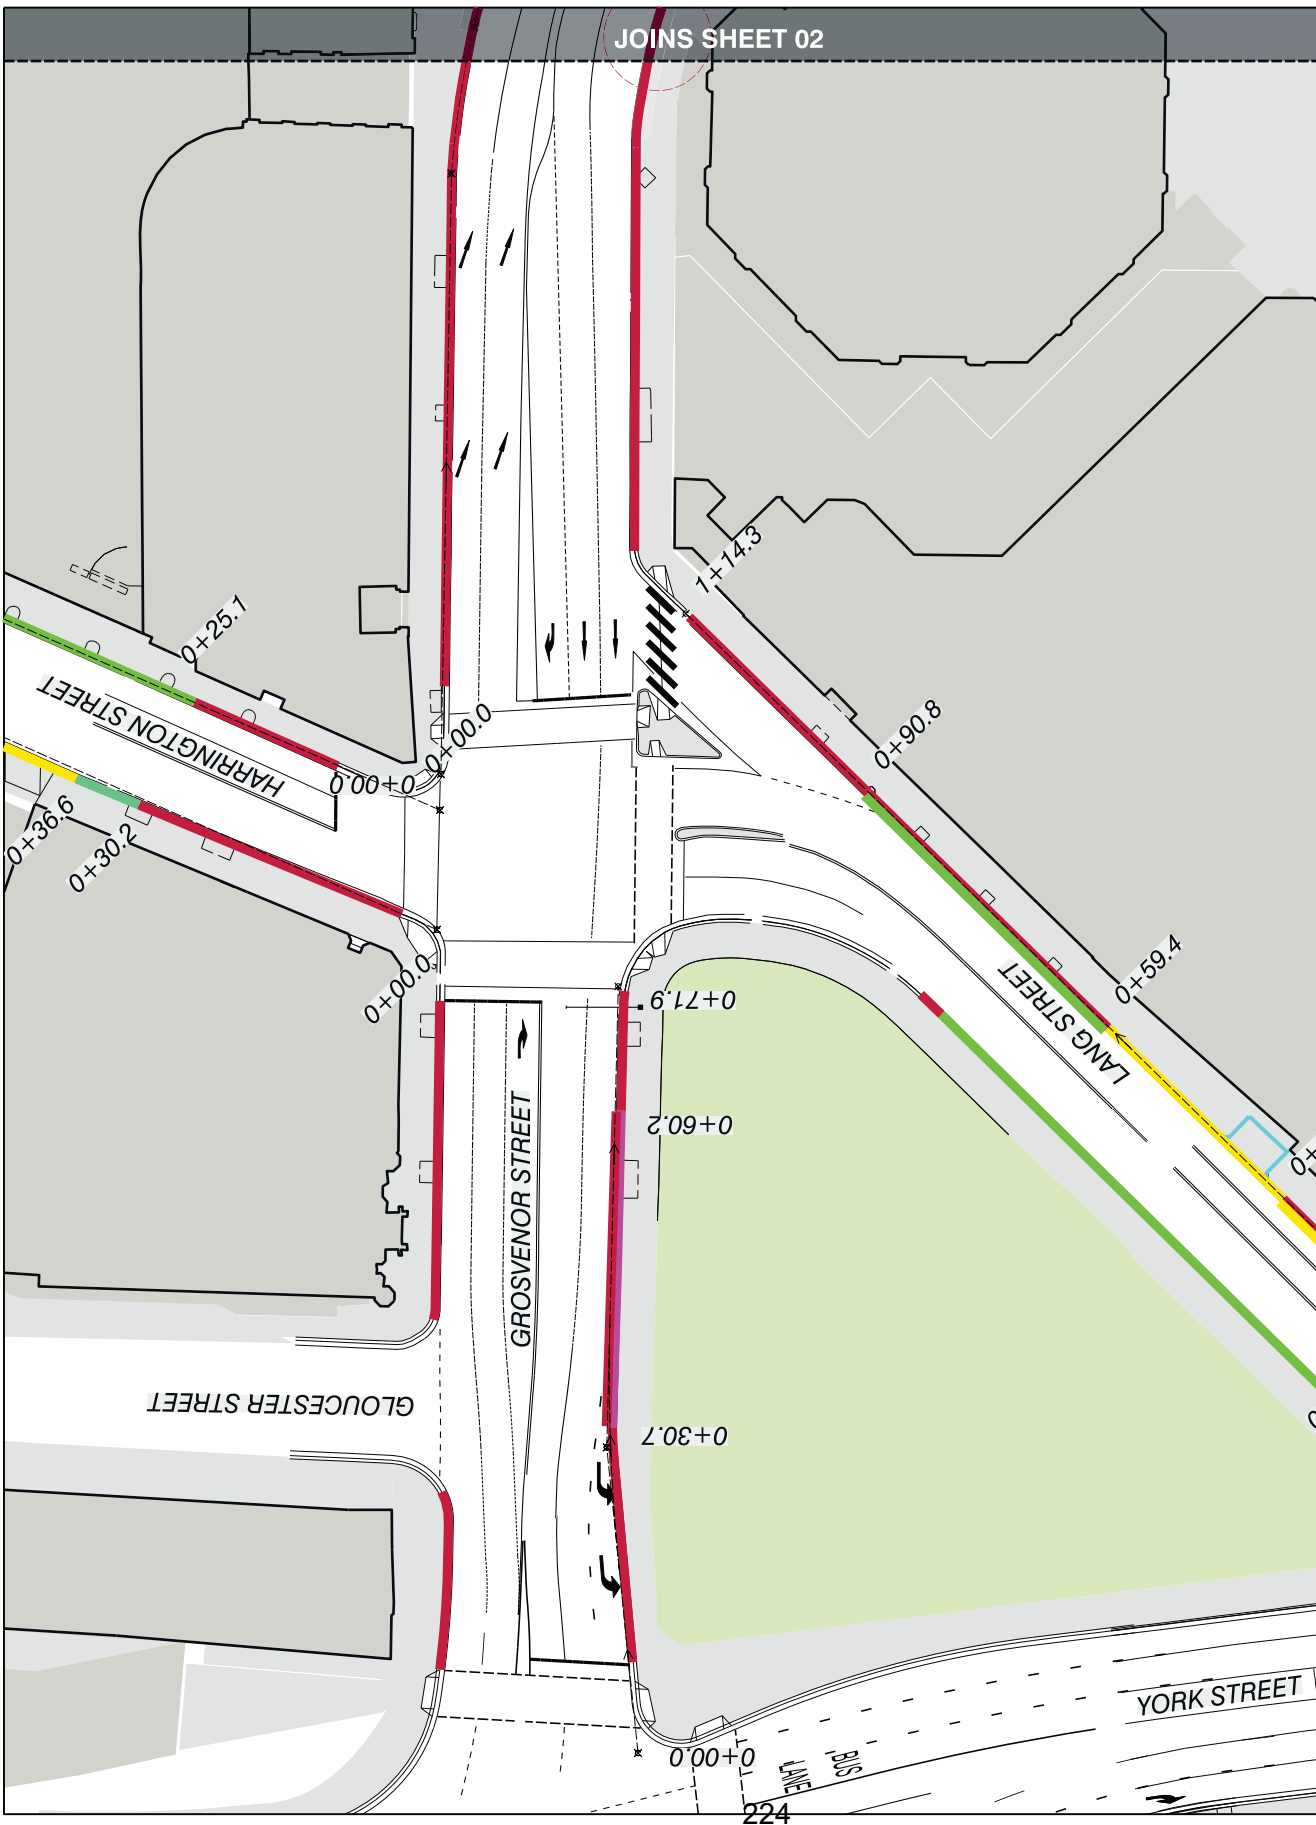 JOINS SHEET 02
1+14.3
0+25.1
HARRINGTON STREET
0+00.0
0+00.0
0+90.8
0+36.6
0+30.2
0+00.0
0+71.9
0+59.4
LANG STREET
0+60.2
GROSVENOR STREET
GLOUCESTER STREET
0+30.7
YORK STREET
0+00.0
BUS
LANE
224